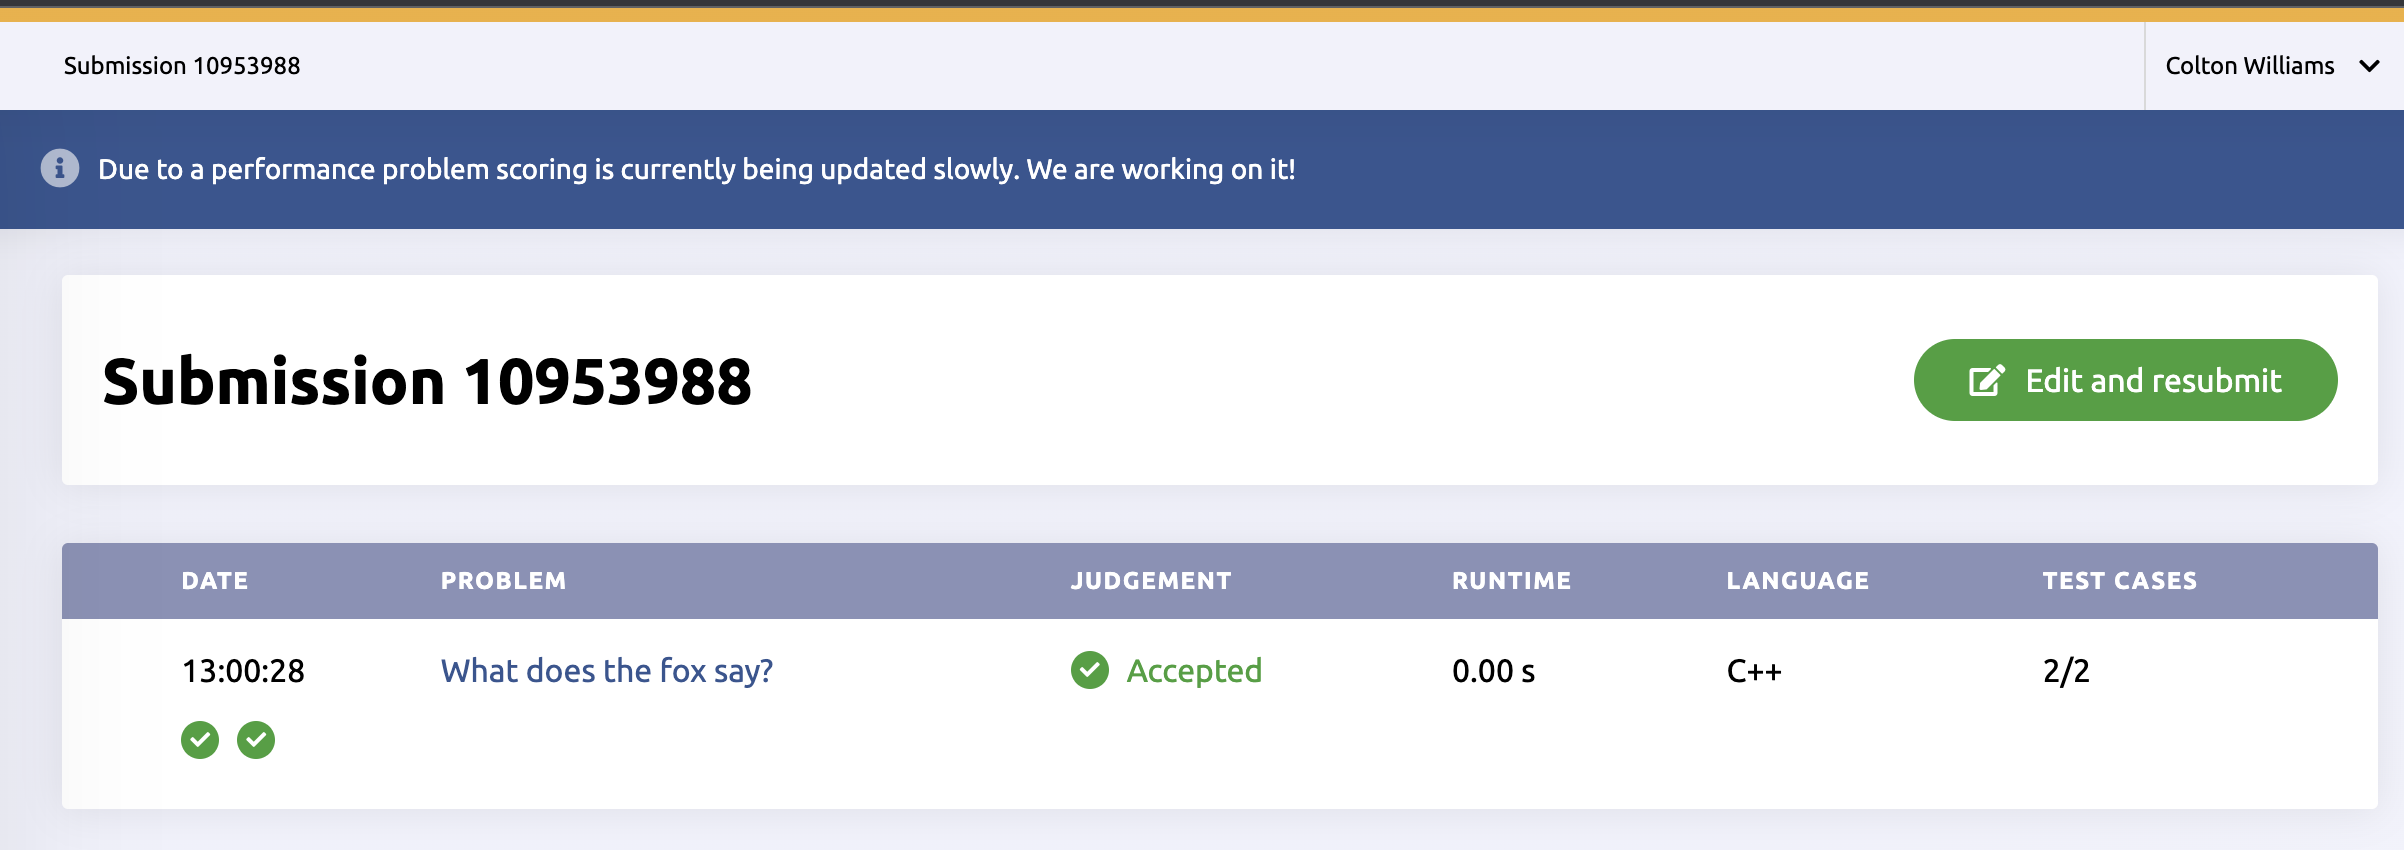 Submission 10953988
Colton Williams
Due to a performance problem scoring is currently being updated slowly. We are working on it!
Submission 10953988
Edit and resubmit
DATE PROBLEM JUDGEMENT RUNTIME LANGUAGE TEST CASES
13:00:28 What does the fox say? Accepted 0.00 s C++ 2/2